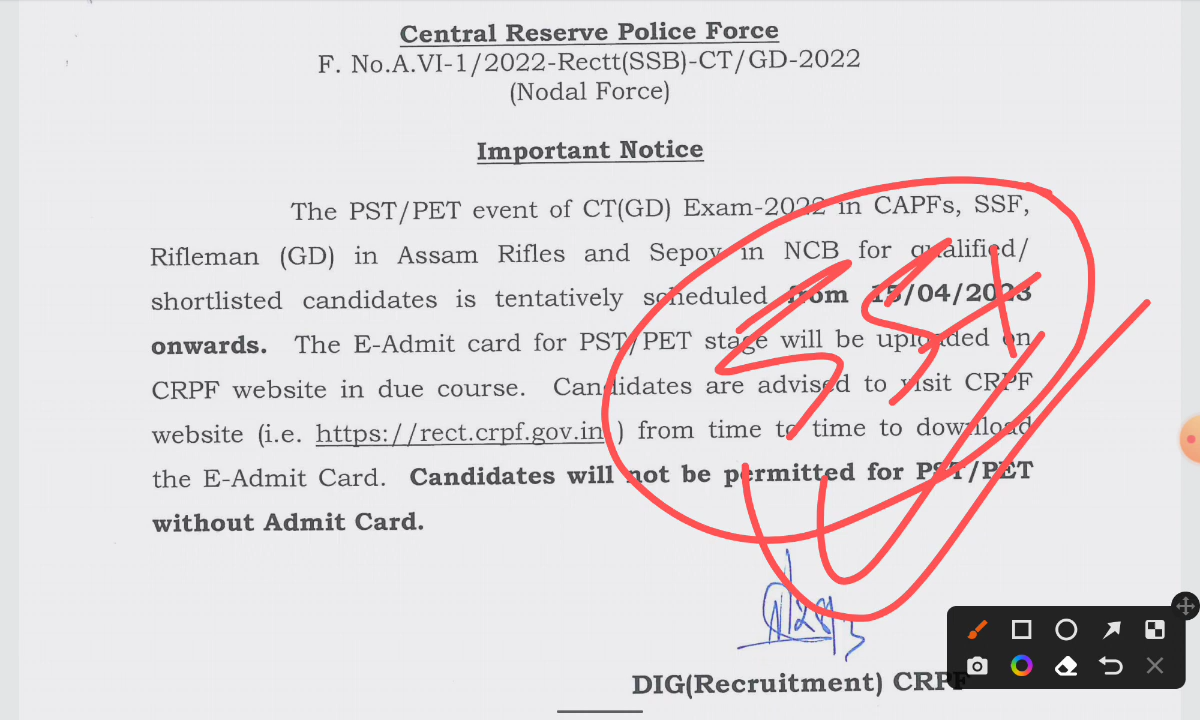 Central Reserve Police Force
F. No.A.VI-1/2022-Rectt(SSB)-CT/GD-2022
(Nodal Force)
Important Notice
The PST/PET event of CT(GD) Exam-2022 in CAPFs, SSF,
Rifleman (GD) in Assam Rifles and Sepoy in NCB for qualified/
shortlisted candidates is tentatively scheduled from 15/04/2023
onwards. The E-Admit card for PST/PET stage will be uploaded on
CRPF website in due course. Candidates are advised to visit CRPF
website (i.e. https://rect.crpf.gov.in ) from time to time to download
the E-Admit Card. Candidates will not be permitted for PST/PET
without Admit Card.
DIG(Recruitment) CRPF